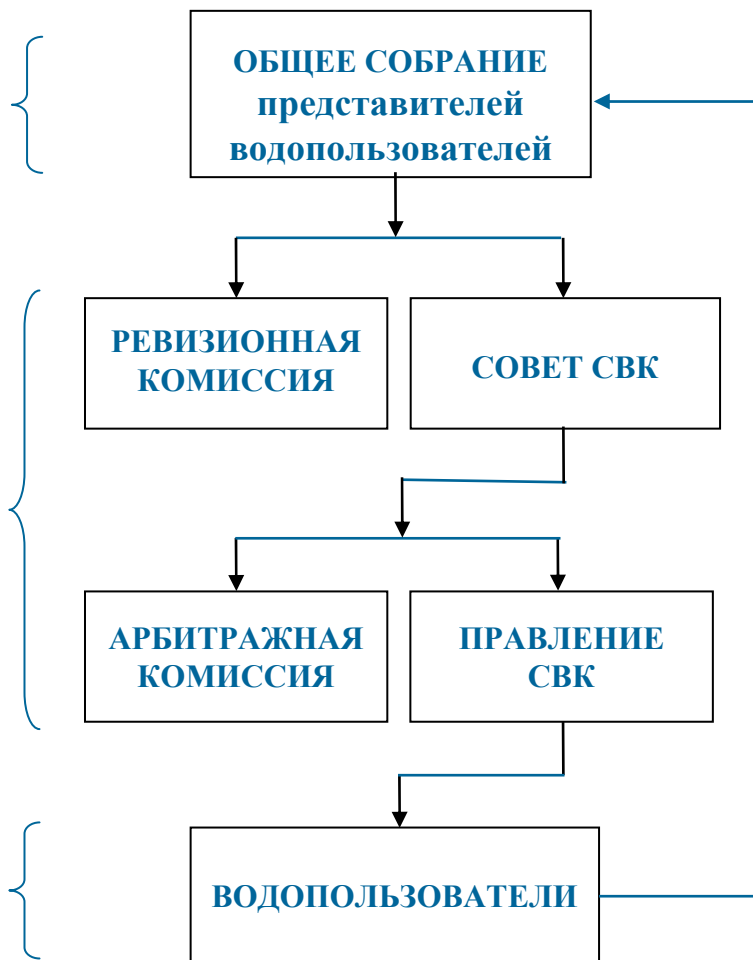 ОБЩЕЕ СОБРАНИЕ
представителей
водопользователей
РЕВИЗИОННАЯ
КОМИССИЯ
СОВЕТ СВК
АРБИТРАЖНАЯ
КОМИССИЯ
ПРАВЛЕНИЕ
СВК
ВОДОПОЛЬЗОВАТЕЛИ